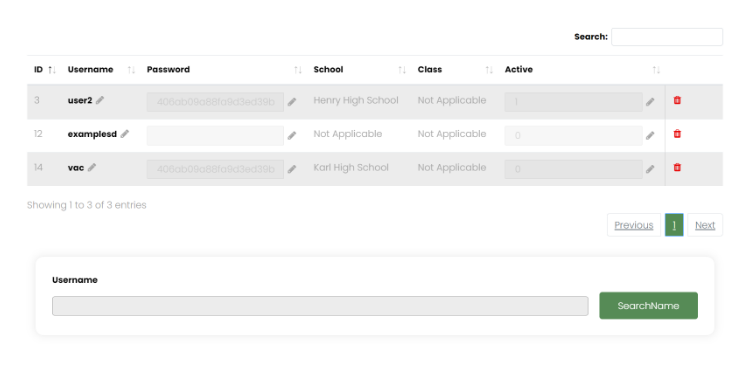 Search:
ID Username Password School Class Active
3 user2 406ab09a88fa9d3ed39b Henry High School Not Applicable 1
12 examplesd Not Applicable Not Applicable 0
14 vac 406ab09a88fa9d3ed39b Karl High School Not Applicable 0
Showing 1 to 3 of 3 entries
Previous 1 Next
Username
SearchName